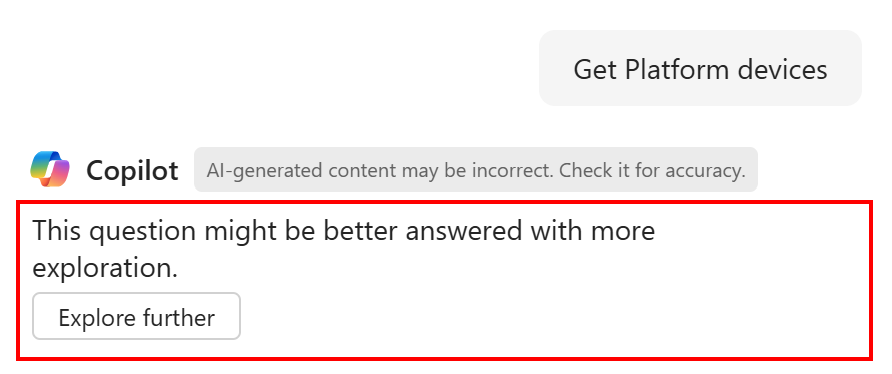 Get Platform devices
Copilot AI-generated content may be incorrect. Check it for accuracy.
This question might be better answered with more
exploration.
Explore further